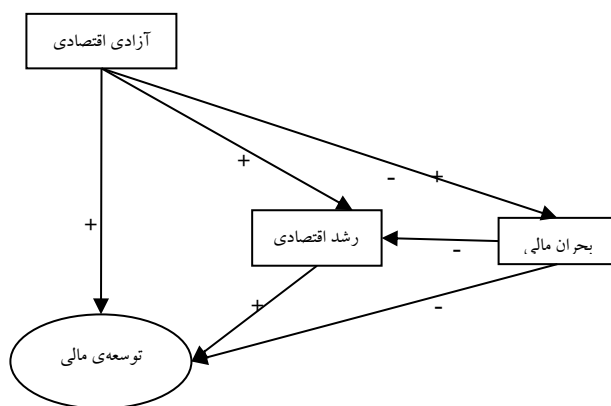 آزادی اقتصادی
+
- +
+
رشد اقتصادی
بحران مالی
-
+
-
توسعه‌ی مالی